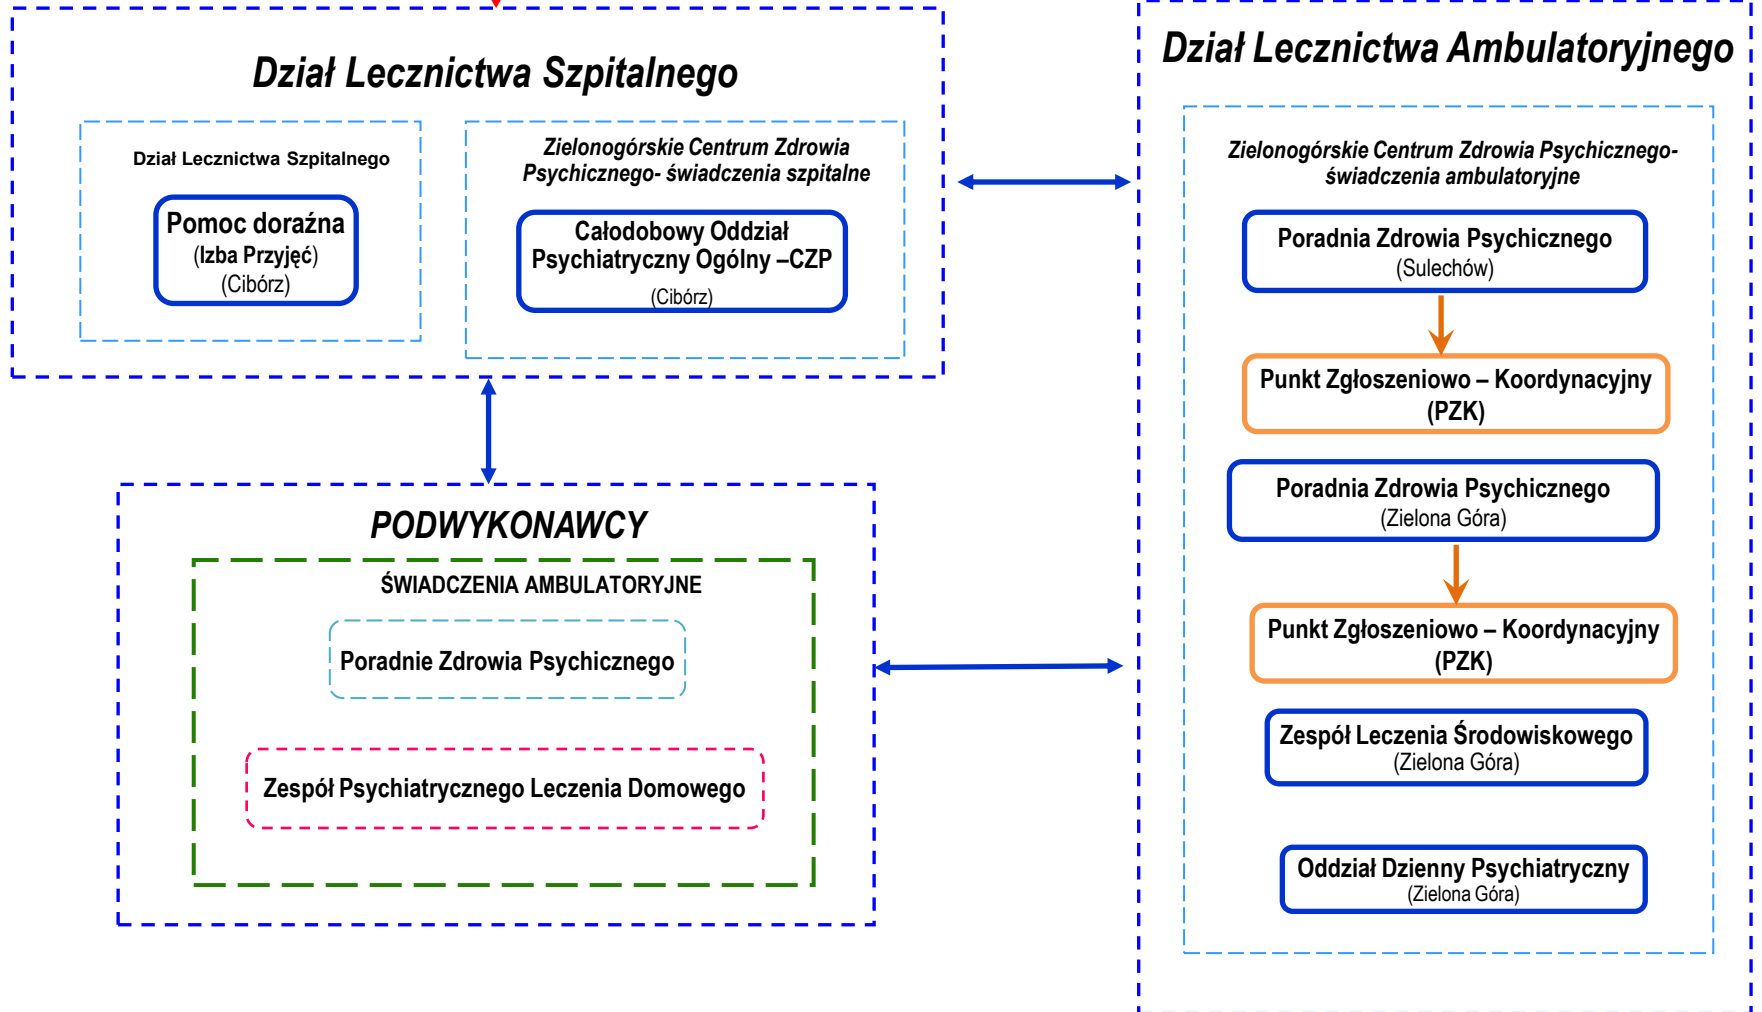 Dział Lecznictwa Szpitalnego
Dział Lecznictwa Szpitalnego
Pomoc doraźna
(Izba Przyjęć)
(Cibórz)
Zielonogórskie Centrum Zdrowia
Psychicznego- świadczenia szpitalne
Całodobowy Oddział
Psychiatryczny Ogólny –CZP
(Cibórz)
PODWYKONAWCY
ŚWIADCZENIA AMBULATORYJNE
Poradnie Zdrowia Psychicznego
Zespół Psychiatrycznego Leczenia Domowego
Dział Lecznictwa Ambulatoryjnego
Zielonogórskie Centrum Zdrowia Psychicznego-
świadczenia ambulatoryjne
Poradnia Zdrowia Psychicznego
(Sulechów)
Punkt Zgłoszeniowo – Koordynacyjny
(PZK)
Poradnia Zdrowia Psychicznego
(Zielona Góra)
Punkt Zgłoszeniowo – Koordynacyjny
(PZK)
Zespół Leczenia Środowiskowego
(Zielona Góra)
Oddział Dzienny Psychiatryczny
(Zielona Góra)